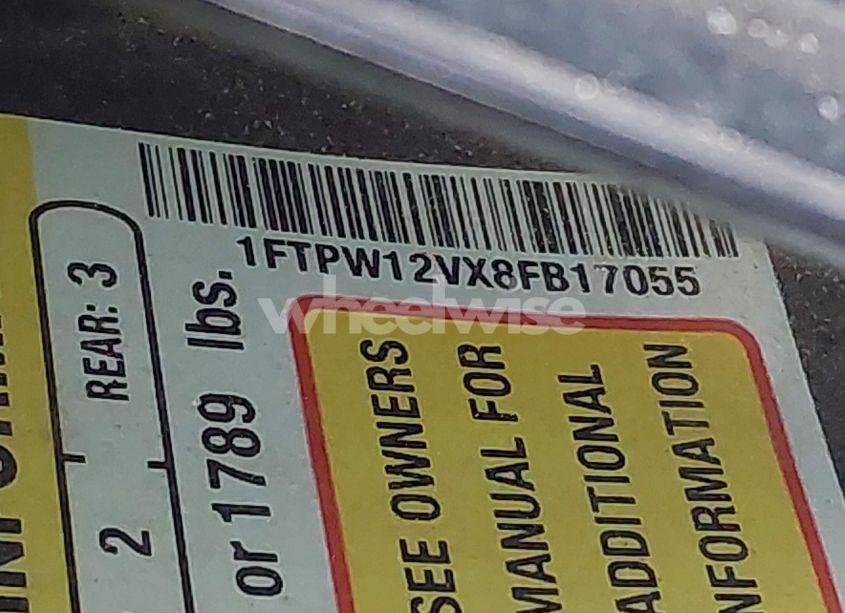 1FTPW12VX8FB17055
wheelwise
REAR: 3
2
or 1789 lbs.
SEE OWNERS
MANUAL FOR
ADDITIONAL
INFORMATION